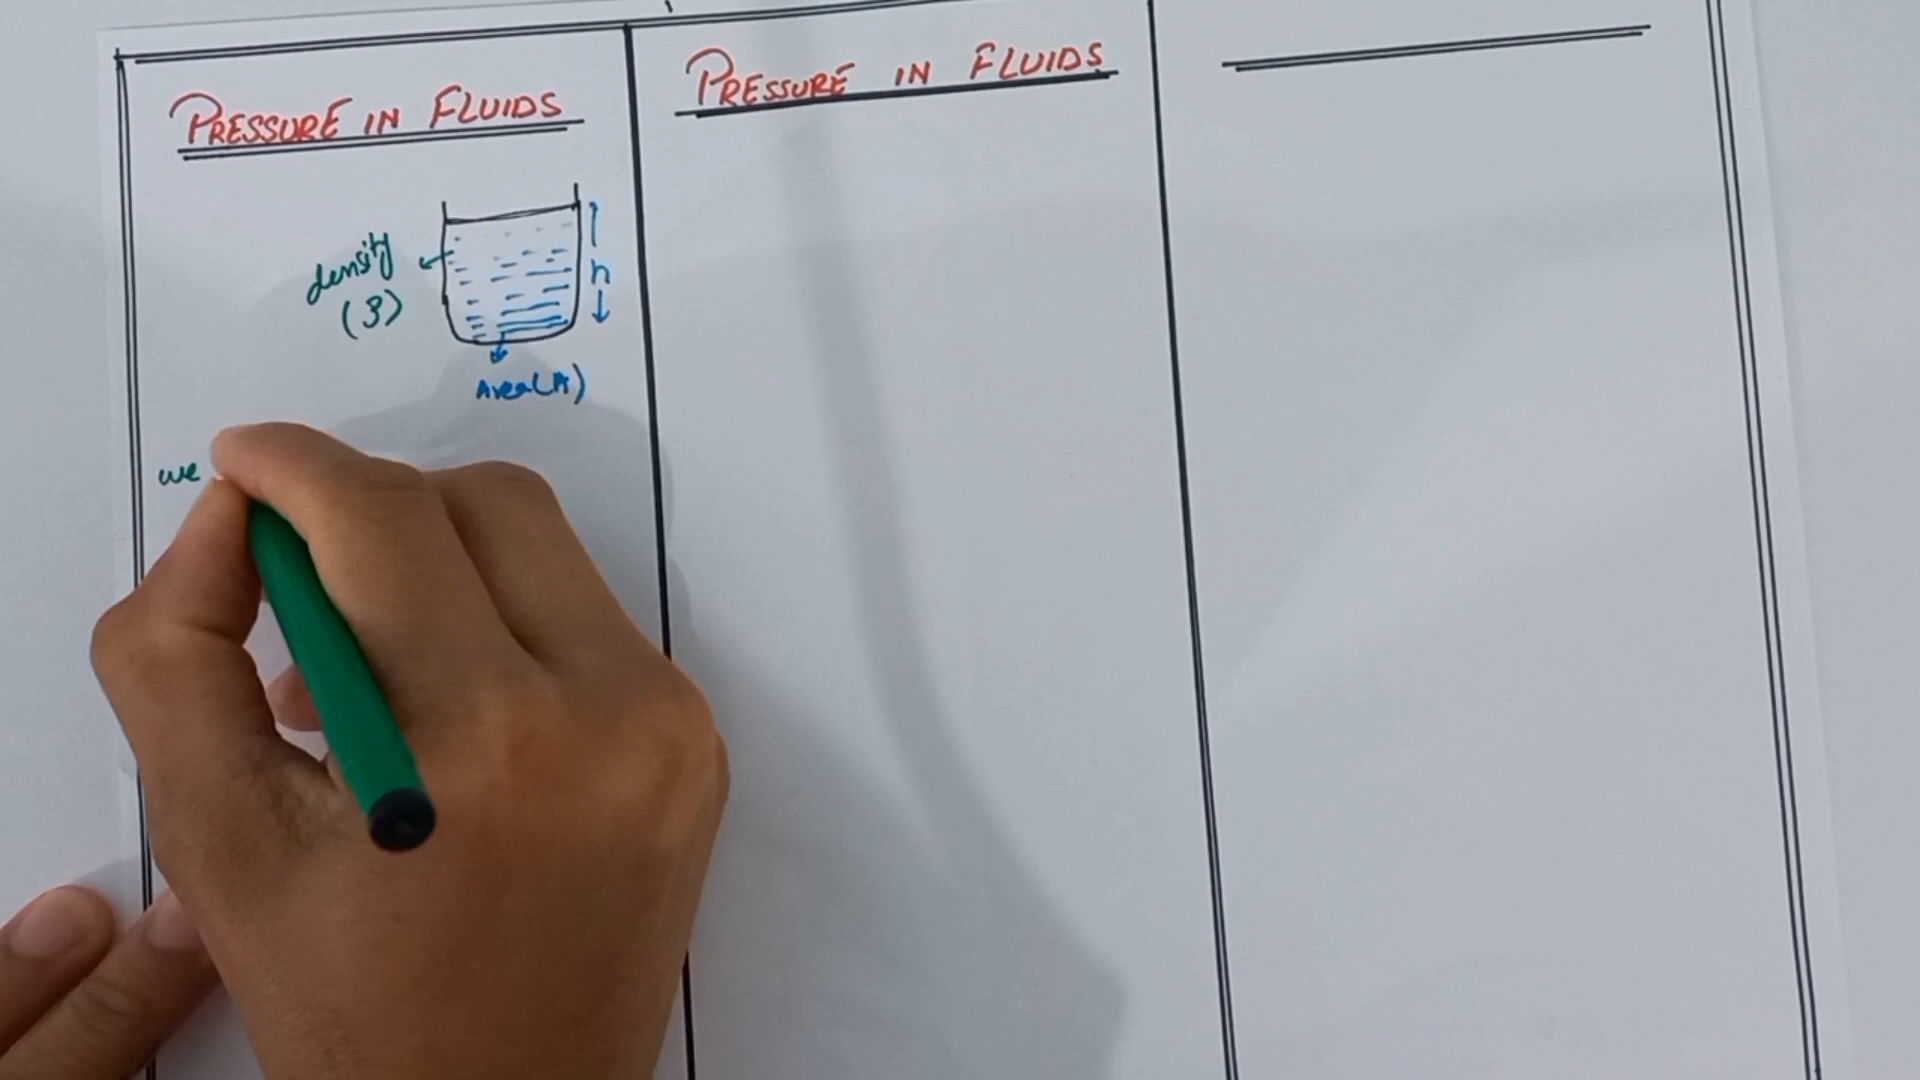 PRESSURE IN FLUIDS
density
(ρ)
h
Area(A)
we
PRESSURE IN FLUIDS